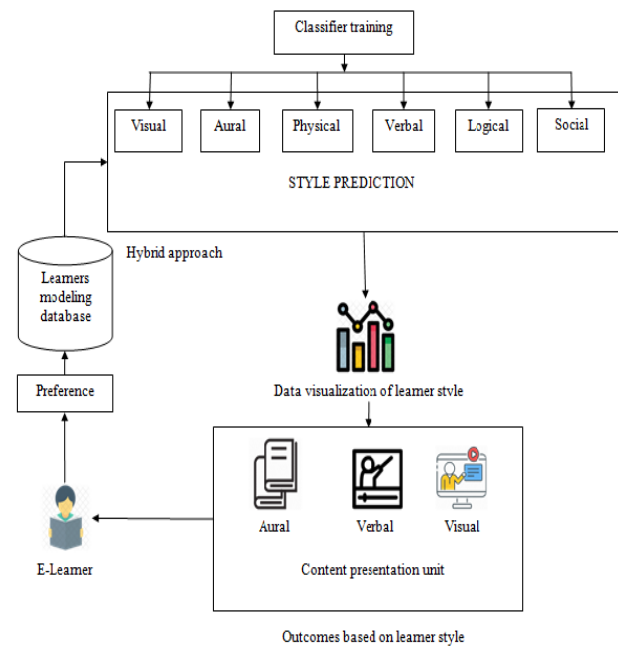 Classifier training
Visual
Aural
Physical
Verbal
Logical
Social
STYLE PREDICTION
Hybrid approach
Learners
modeling
database
Preference
Data visualization of learner style
Aural
Verbal
Visual
E-Learner
Content presentation unit
Outcomes based on learner style